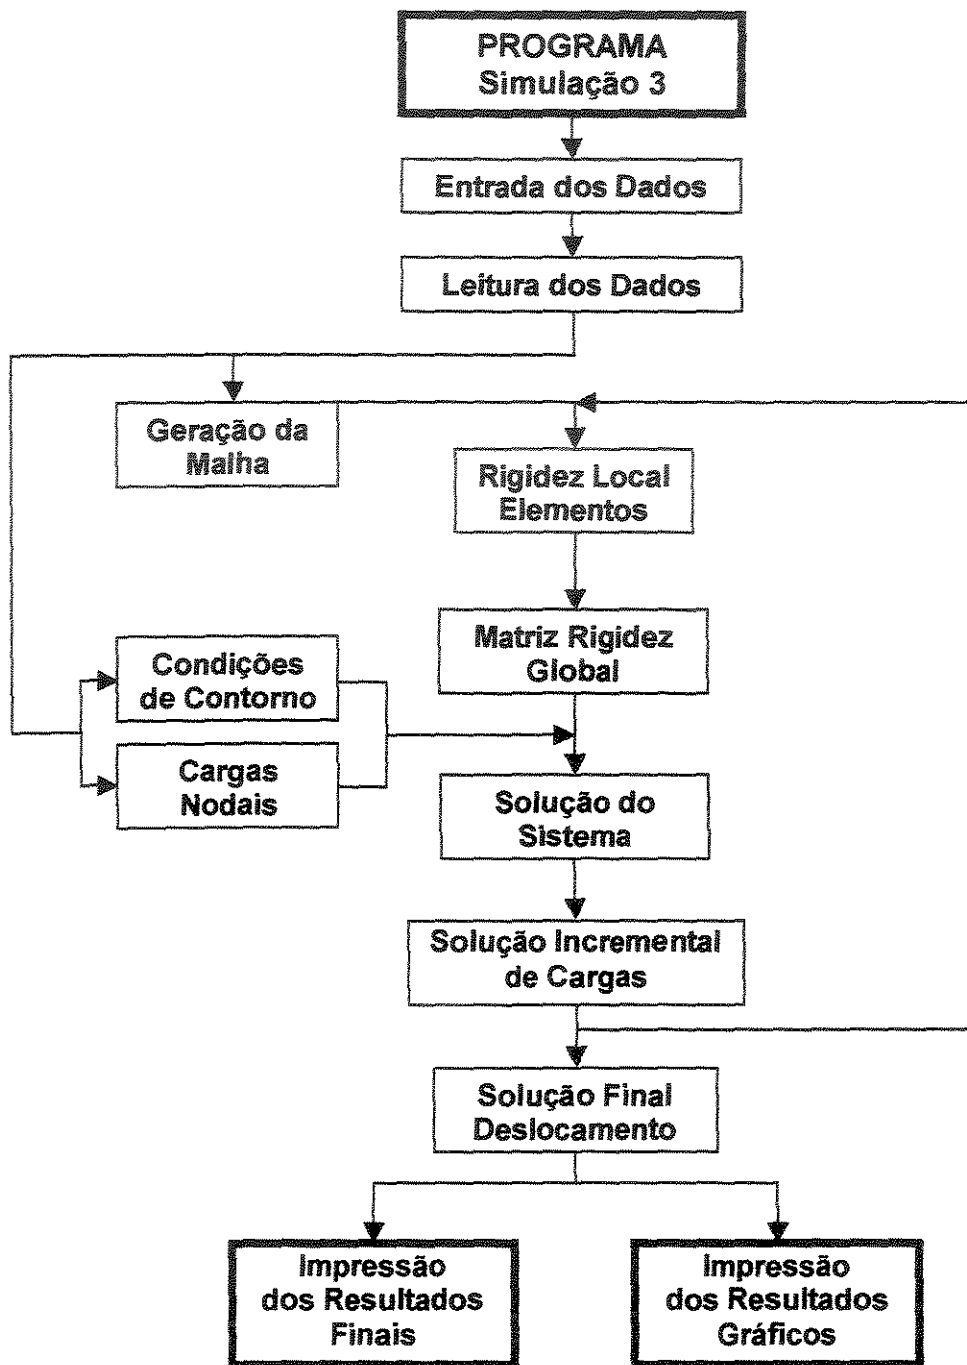 PROGRAMA
Simulação 3
Entrada dos Dados
Leitura dos Dados
Geração da
Malha
Rigidez Local
Elementos
Matriz Rigidez
Global
Condições
de Contorno
Cargas
Nodais
Solução do
Sistema
Solução Incremental
de Cargas
Solução Final
Deslocamento
Impressão
dos Resultados
Finais
Impressão
dos Resultados
Gráficos